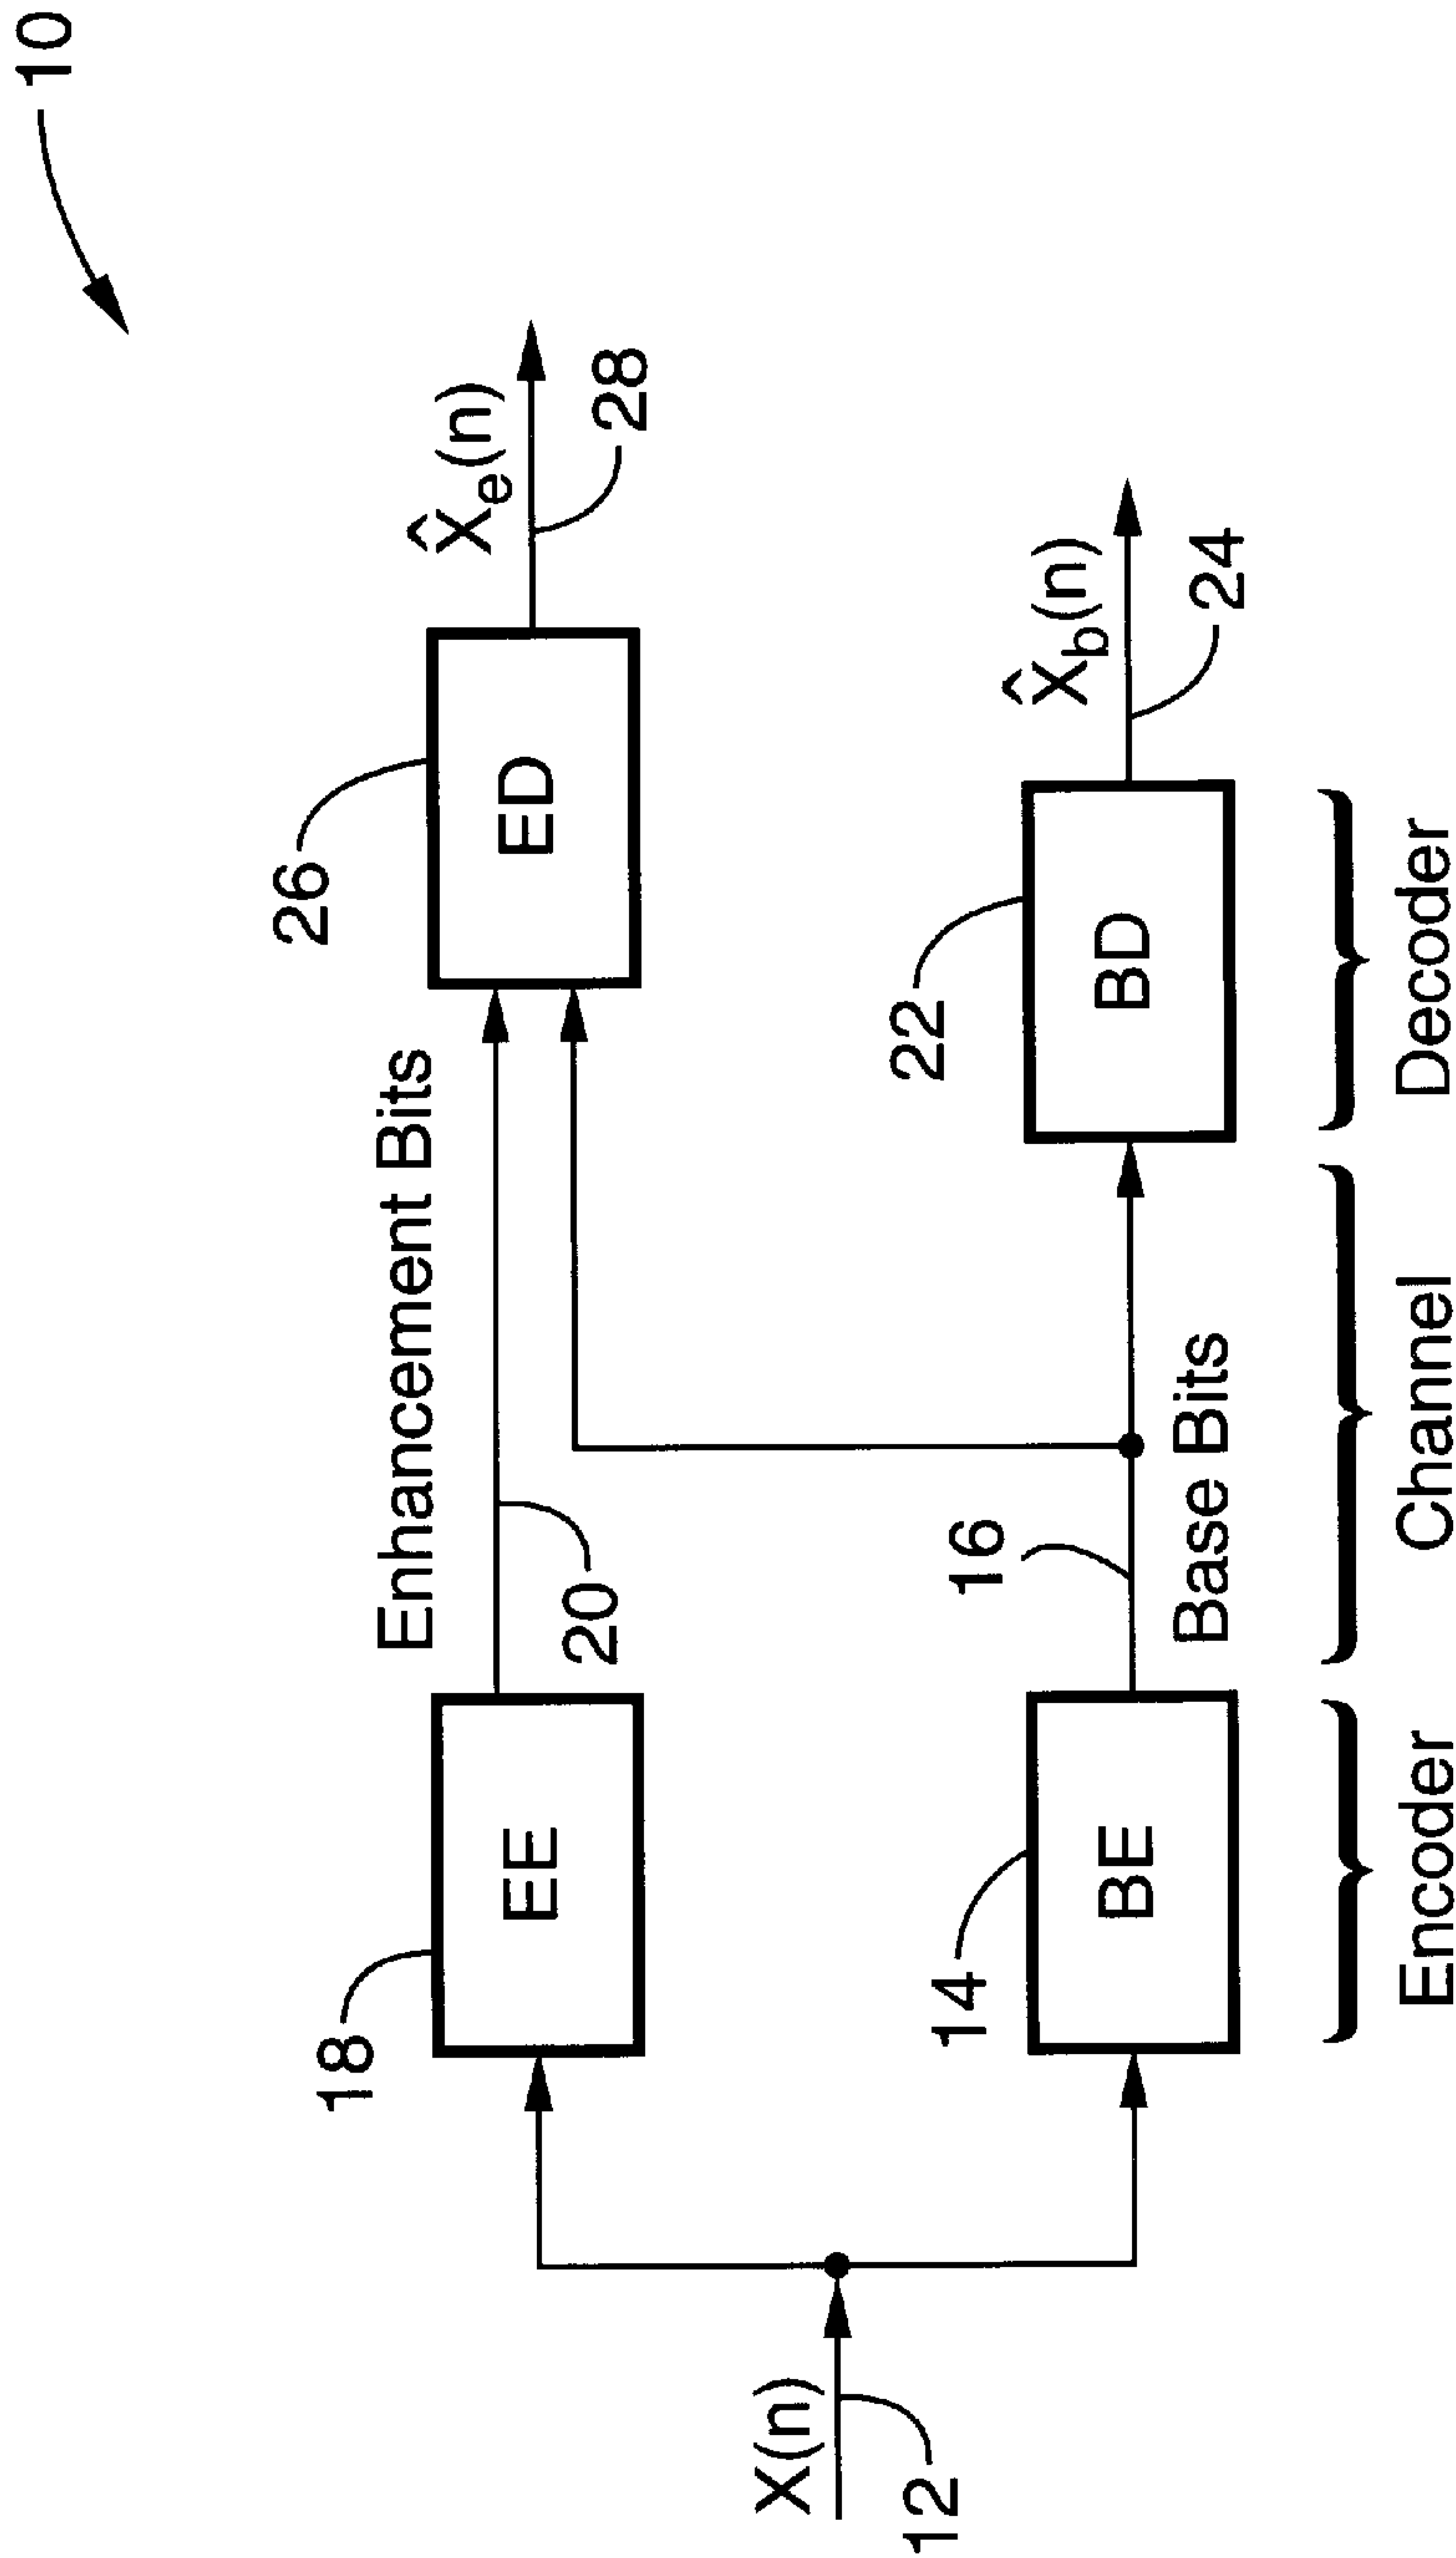 10
26
X̂e(n)
Enhancement Bits
18
EE
ED
28
20
X(n)
12
14
BE
16
Base Bits
22
BD
X̂b(n)
24
Encoder
Channel
Decoder